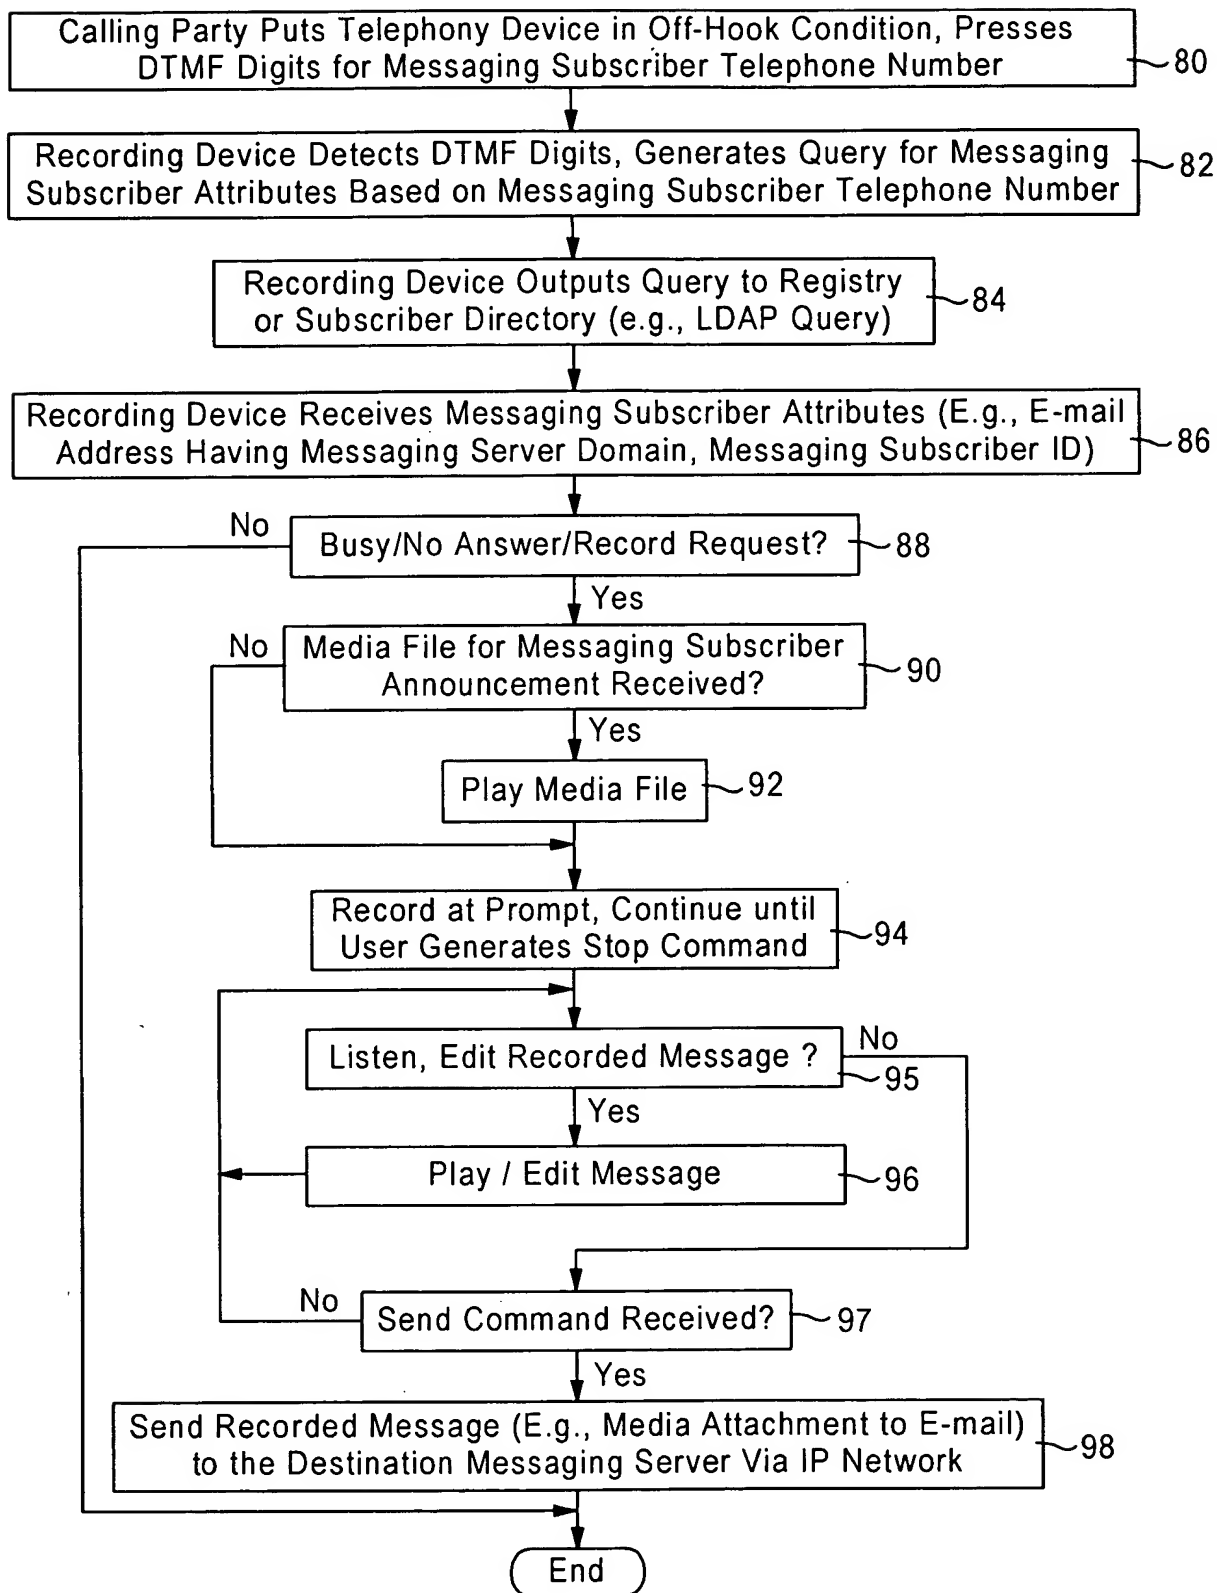 Calling Party Puts Telephony Device in Off-Hook Condition, Presses
DTMF Digits for Messaging Subscriber Telephone Number
80
Recording Device Detects DTMF Digits, Generates Query for Messaging
Subscriber Attributes Based on Messaging Subscriber Telephone Number
82
Recording Device Outputs Query to Registry
or Subscriber Directory (e.g., LDAP Query)
84
Recording Device Receives Messaging Subscriber Attributes (E.g., E-mail
Address Having Messaging Server Domain, Messaging Subscriber ID)
86
No
Busy/No Answer/Record Request?
88
Yes
No
Media File for Messaging Subscriber
Announcement Received?
90
Yes
Play Media File
92
Record at Prompt, Continue until
User Generates Stop Command
94
Listen, Edit Recorded Message ?
No
95
Yes
Play / Edit Message
96
No
Send Command Received?
97
Yes
Send Recorded Message (E.g., Media Attachment to E-mail)
to the Destination Messaging Server Via IP Network
98
End